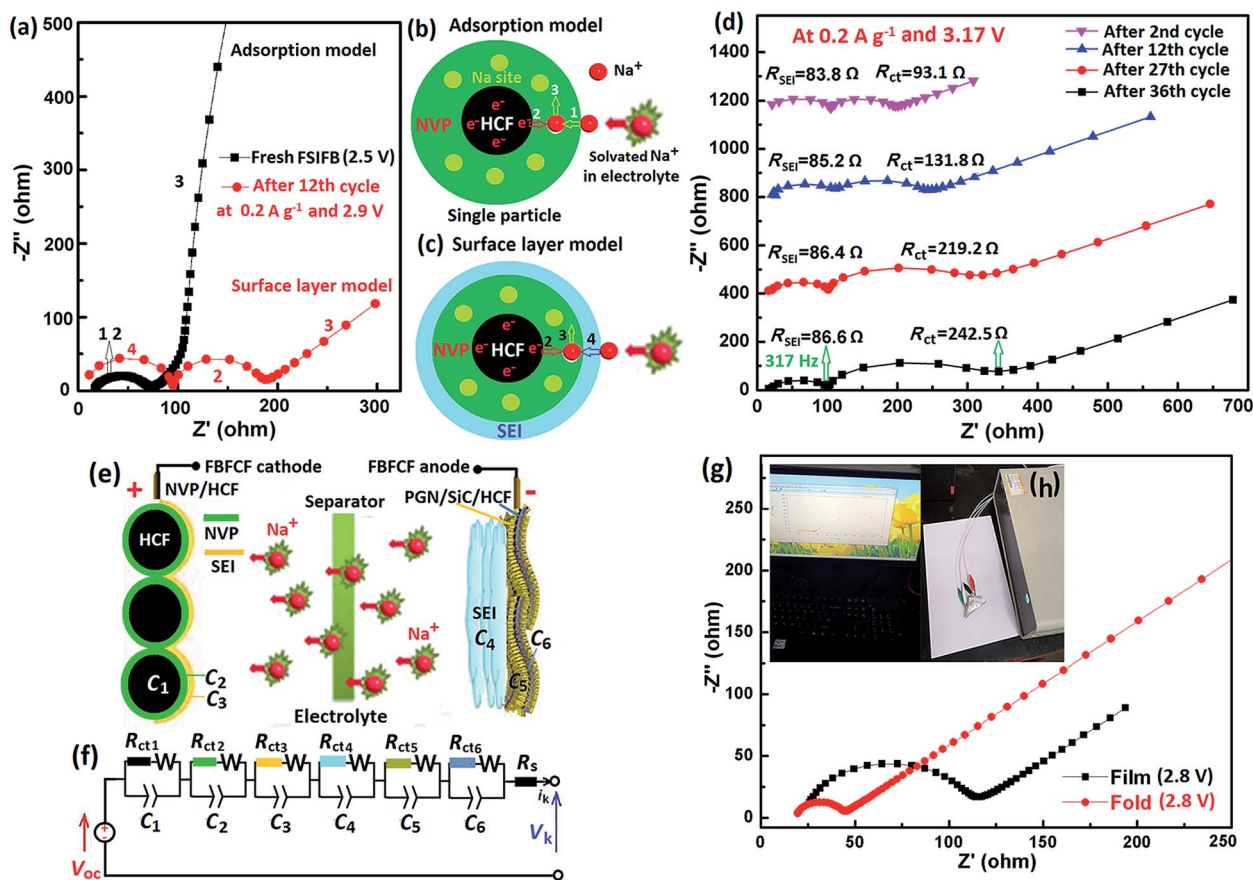 (a)
500
400
300
200
100
0
-Z″ (ohm)
Adsorption model
3
Fresh FSIFB (2.5 V)
After 12th cycle
at 0.2 A g⁻¹ and 2.9 V
Surface layer model
1 2
4
2
3
0 100 200 300
Z′ (ohm)
(b)
Adsorption model
Na site
Na⁺
3
NVP e⁻ HCF e⁻ 2 1
e⁻
e⁻
Solvated Na⁺
in electrolyte
Single particle
(c)
Surface layer model
e⁻
3 4
NVP e⁻ HCF e⁻ 2
e⁻
SEI
(d)
At 0.2 A g⁻¹ and 3.17 V
After 2nd cycle
After 12th cycle
After 27th cycle
After 36th cycle
RSEI=83.8 Ω Rct=93.1 Ω
RSEI=85.2 Ω Rct=131.8 Ω
RSEI=86.4 Ω Rct=219.2 Ω
RSEI=86.6 Ω Rct=242.5 Ω
317 Hz
1400
1200
1000
800
600
400
200
0
-Z″ (ohm)
0 100 200 300 400 500 600 700
Z′ (ohm)
(e)
FBFCF cathode
FBFCF anode
+
NVP/HCF
Separator
PGN/SiC/HCF
-
HCF
NVP
SEI
Na⁺
Na⁺
SEI
C4
C6
C5
C1
C2
C3
Electrolyte
(f)
Rct1 W Rct2 W Rct3 W Rct4 W Rct5 W Rct6 W Rs
ik
C1 C2 C3 C4 C5 C6
+
-
Voc
Vk
(g)
(h)
250
200
150
100
50
0
-Z″ (ohm)
Film (2.8 V)
Fold (2.8 V)
0 50 100 150 200 250
Z′ (ohm)